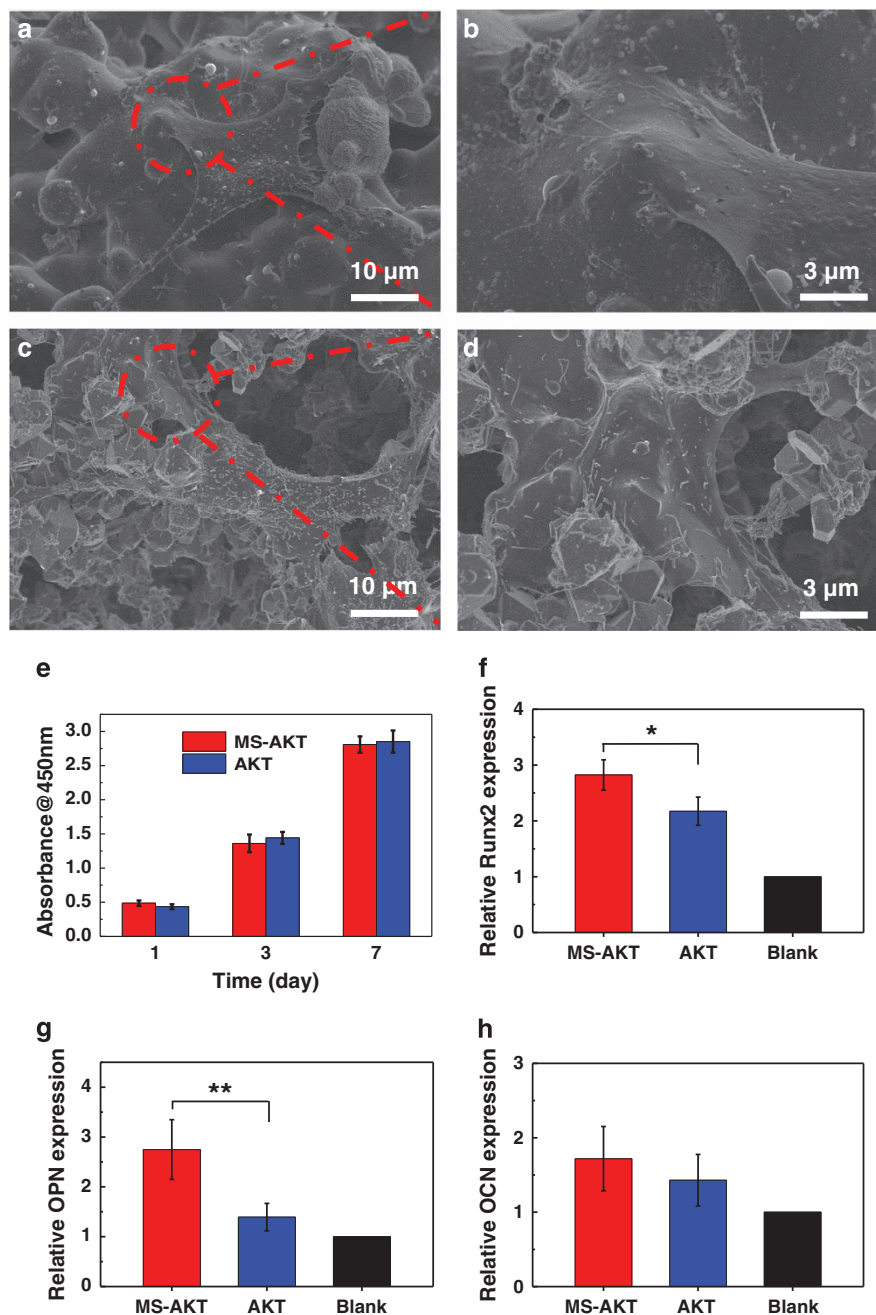 a
10 µm
b
3 µm
c
10 µm
d
3 µm
e
Absorbance@450nm
3.0
2.5
2.0
1.5
1.0
0.5
0.0
MS-AKT
AKT
1 3 7
Time (day)
f
Relative Runx2 expression
4
3
2
1
0
*
MS-AKT AKT Blank
g
Relative OPN expression
4
3
2
1
0
**
MS-AKT AKT Blank
h
Relative OCN expression
3
2
1
0
MS-AKT AKT Blank